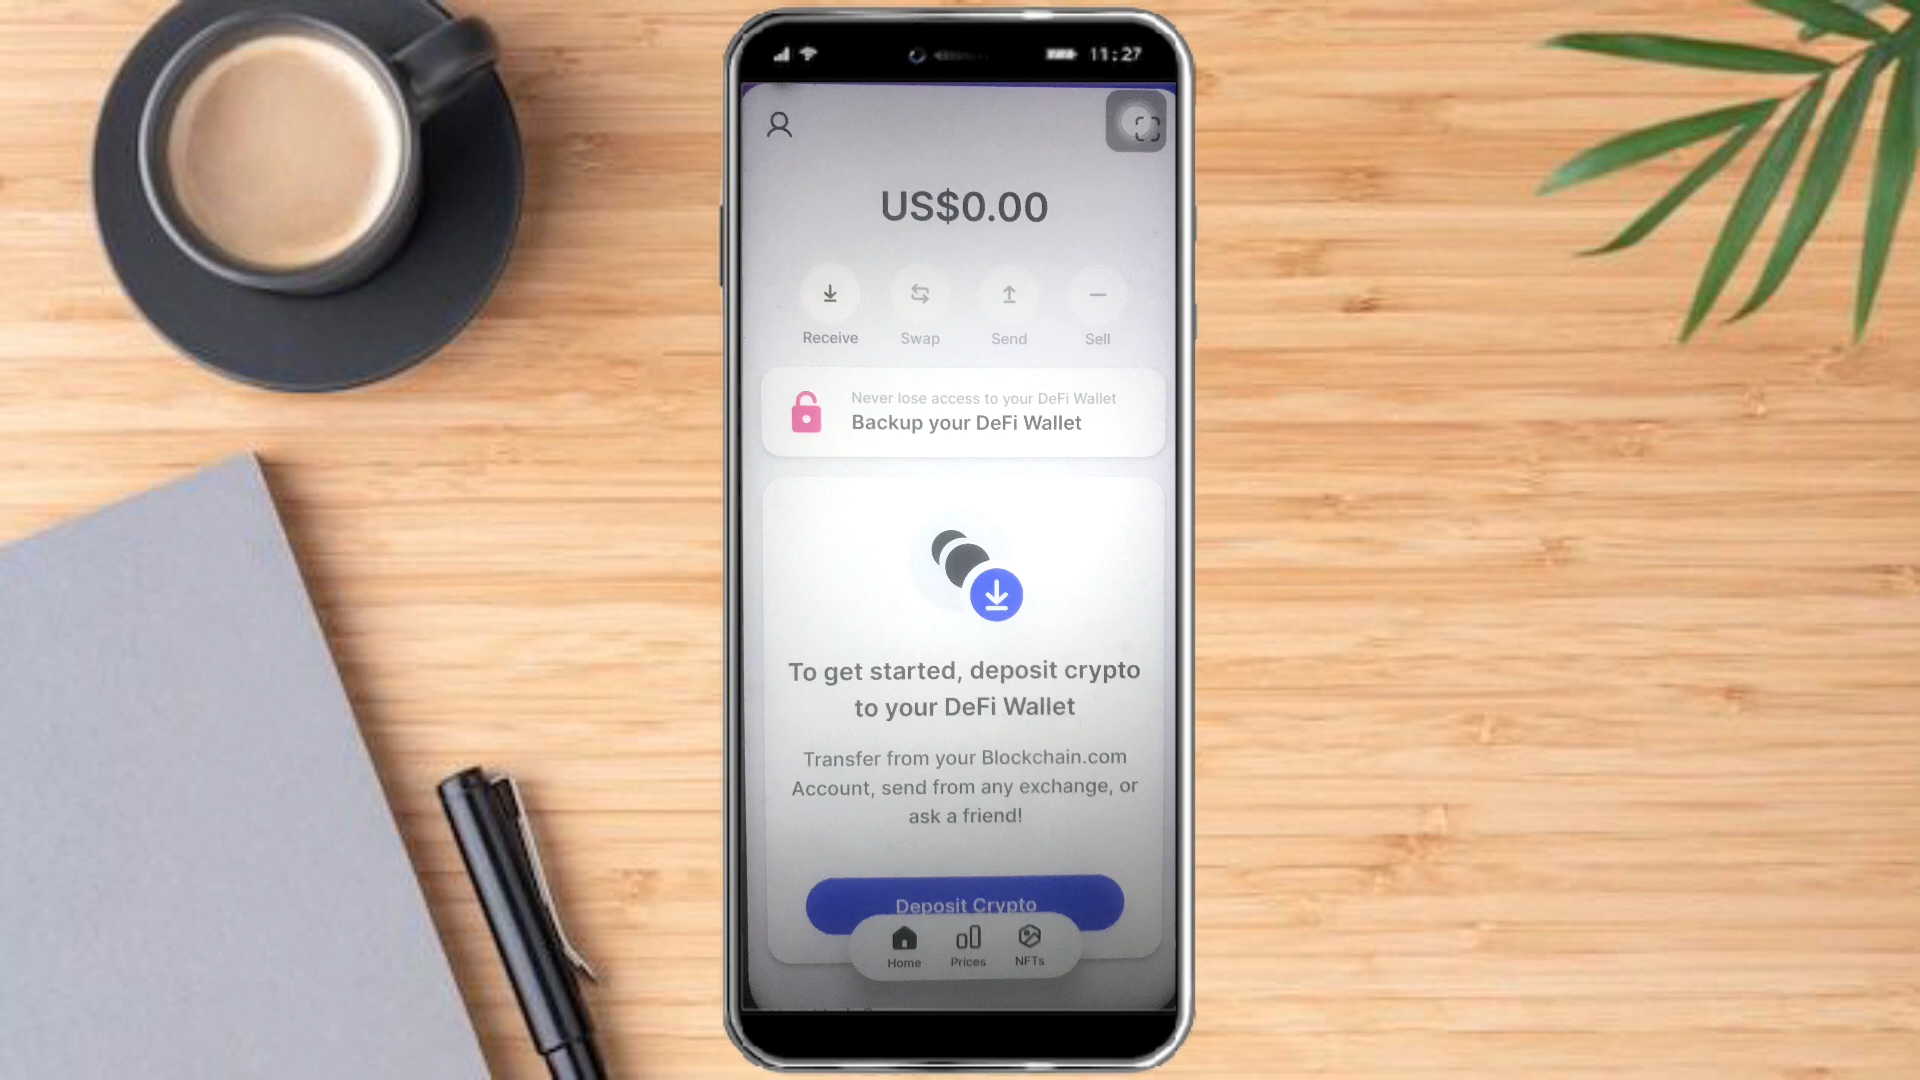 11:27
US$0.00
Receive Swap Send Sell
Never lose access to your DeFi Wallet
Backup your DeFi Wallet
To get started, deposit crypto
to your DeFi Wallet
Transfer from your Blockchain.com
Account, send from any exchange, or
ask a friend!
Deposit Crypto
Home Prices NFTs